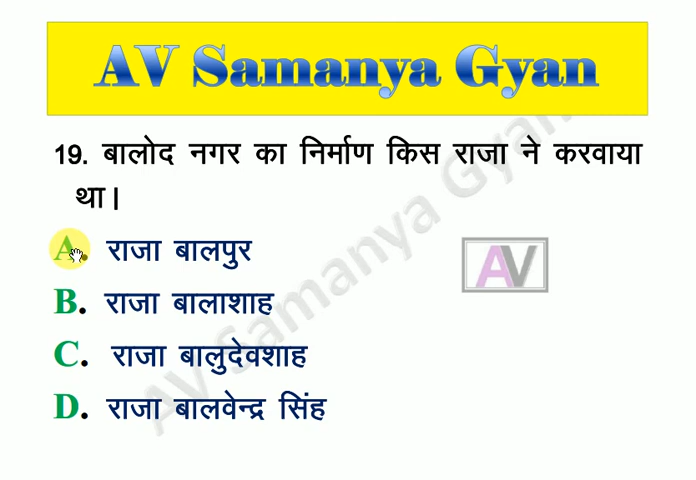 AV Samanya Gyan
19. बालोद नगर का निर्माण किस राजा ने करवाया
था।
A. राजा बालपुर
B. राजा बालाशाह
C. राजा बालुदेवशाह
D. राजा बालवेन्द्र सिंह
AV
AV Samanya Gyan